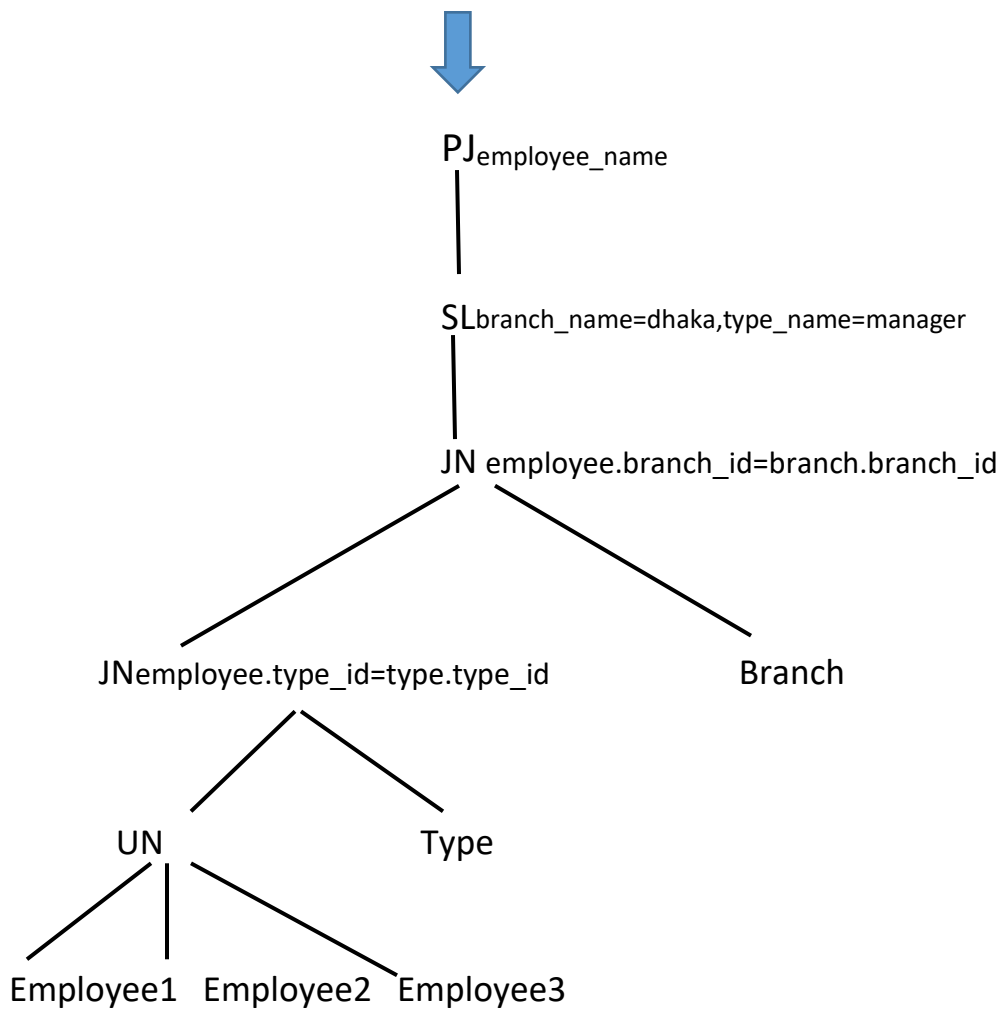 PJemployee_name
SLbranch_name=dhaka,type_name=manager
JN employee.branch_id=branch.branch_id
JNemployee.type_id=type.type_id Branch
UN Type
Employee1 Employee2 Employee3